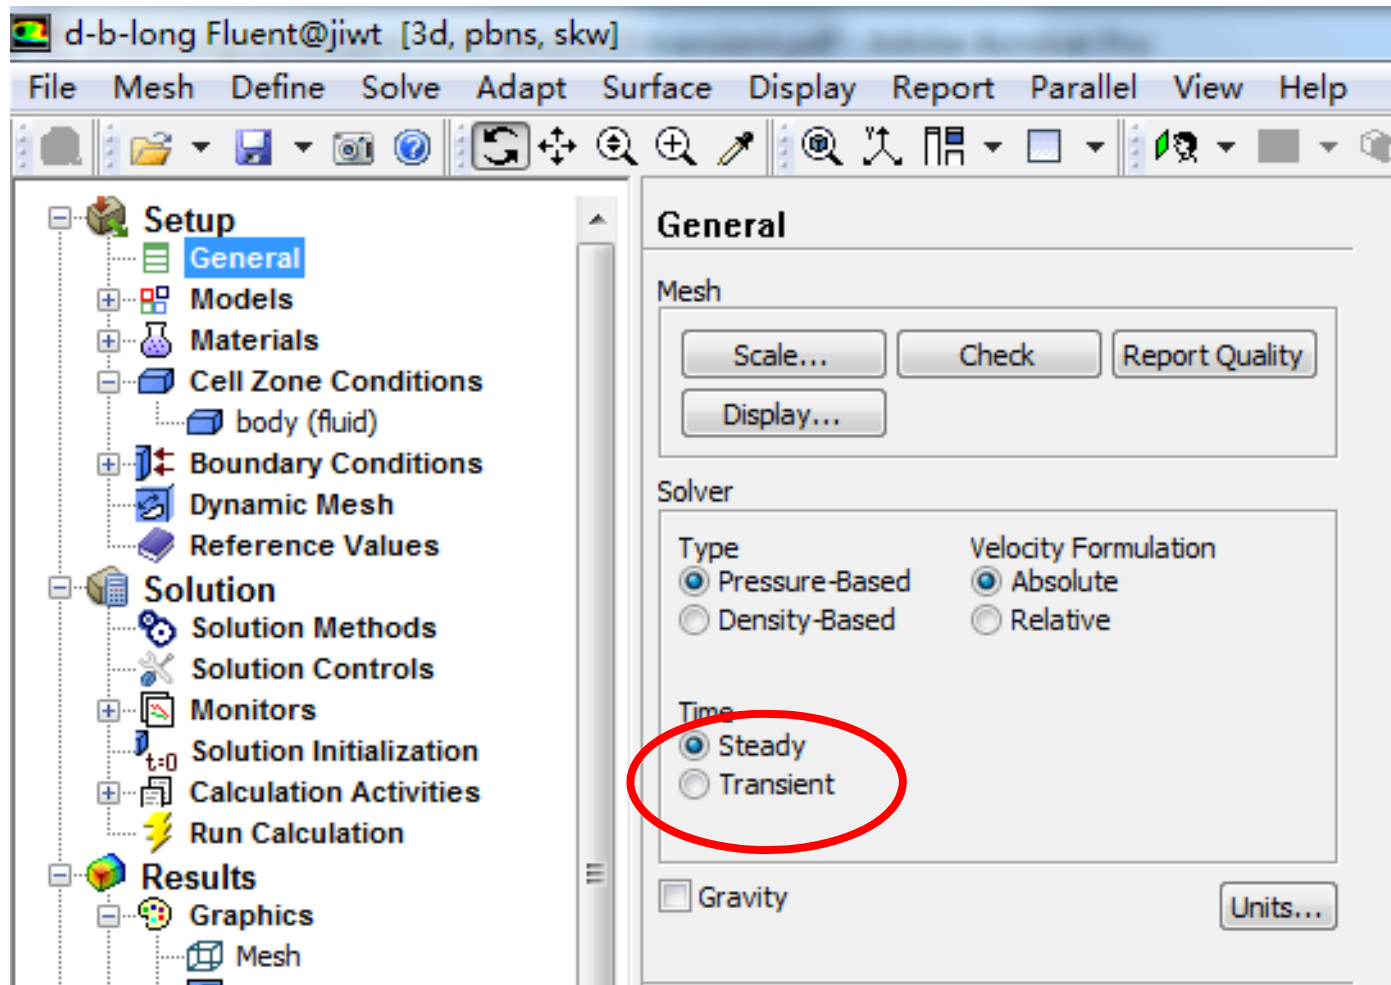 d-b-long Fluent@jiwt [3d, pbns, skw]
File Mesh Define Solve Adapt Surface Display Report Parallel View Help
Setup
General
Models
Materials
Cell Zone Conditions
body (fluid)
Boundary Conditions
Dynamic Mesh
Reference Values
Solution
Solution Methods
Solution Controls
Monitors
t=0 Solution Initialization
Calculation Activities
Run Calculation
Results
Graphics
Mesh
General
Mesh
Scale... Check Report Quality
Display...
Solver
Type Velocity Formulation
Pressure-Based Absolute
Density-Based Relative
Time
Steady
Transient
Gravity Units...